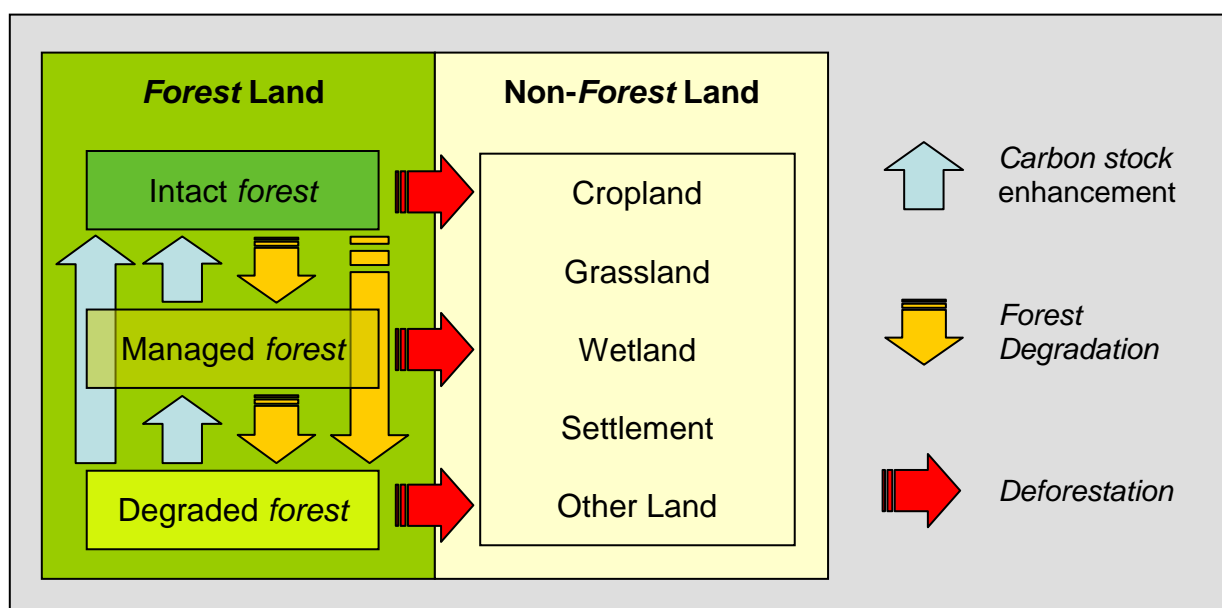 Forest Land
Intact forest
Managed forest
Degraded forest
Non-Forest Land
Cropland
Grassland
Wetland
Settlement
Other Land
Carbon stock
enhancement
Forest
Degradation
Deforestation